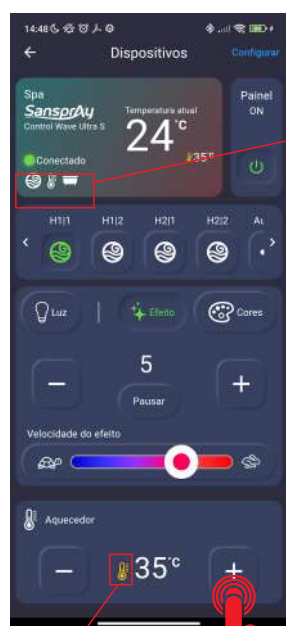 14:48
Dispositivos
Configurar
Spa
SansprAy
Control Wave Ultra S
Temperatura atual
24°c
35°
Conectado
Painel
ON
H1|1
H1|2
H2|1
H2|2
Luz
Efeito
Cores
5
Pausar
Velocidade do efeito
Aquecedor
35°c